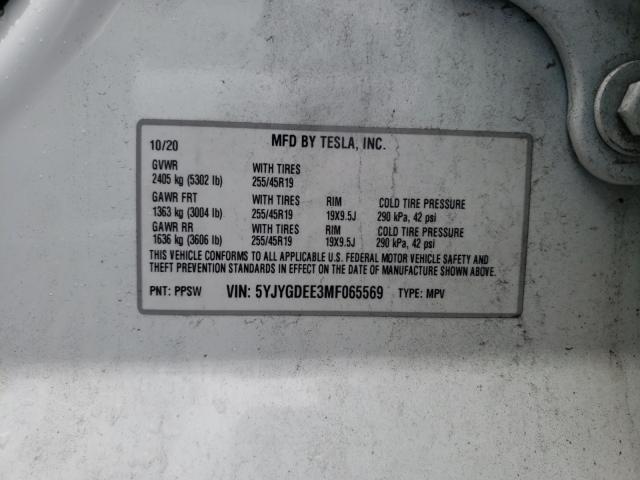 10/20 MFD BY TESLA, INC.
GVWR WITH TIRES
2405 kg (5302 lb) 255/45R19
GAWR FRT WITH TIRES RIM COLD TIRE PRESSURE
1363 kg (3004 lb) 255/45R19 19X9.5J 290 kPa, 42 psi
GAWR RR WITH TIRES RIM COLD TIRE PRESSURE
1636 kg (3606 lb) 255/45R19 19X9.5J 290 kPa, 42 psi
THIS VEHICLE CONFORMS TO ALL APPLICABLE U.S. FEDERAL MOTOR VEHICLE SAFETY AND
THEFT PREVENTION STANDARDS IN EFFECT ON THE DATE OF MANUFACTURE SHOWN ABOVE.
PNT: PPSW VIN: 5YJYGDEE3MF065569 TYPE: MPV